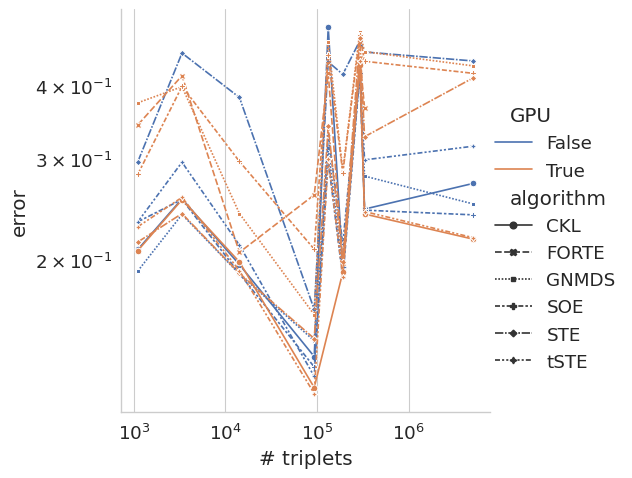 4 × 10⁻¹
3 × 10⁻¹
2 × 10⁻¹
error
10³ 10⁴ 10⁵ 10⁶
# triplets
GPU
False
True
algorithm
CKL
FORTE
GNMDS
SOE
STE
tSTE